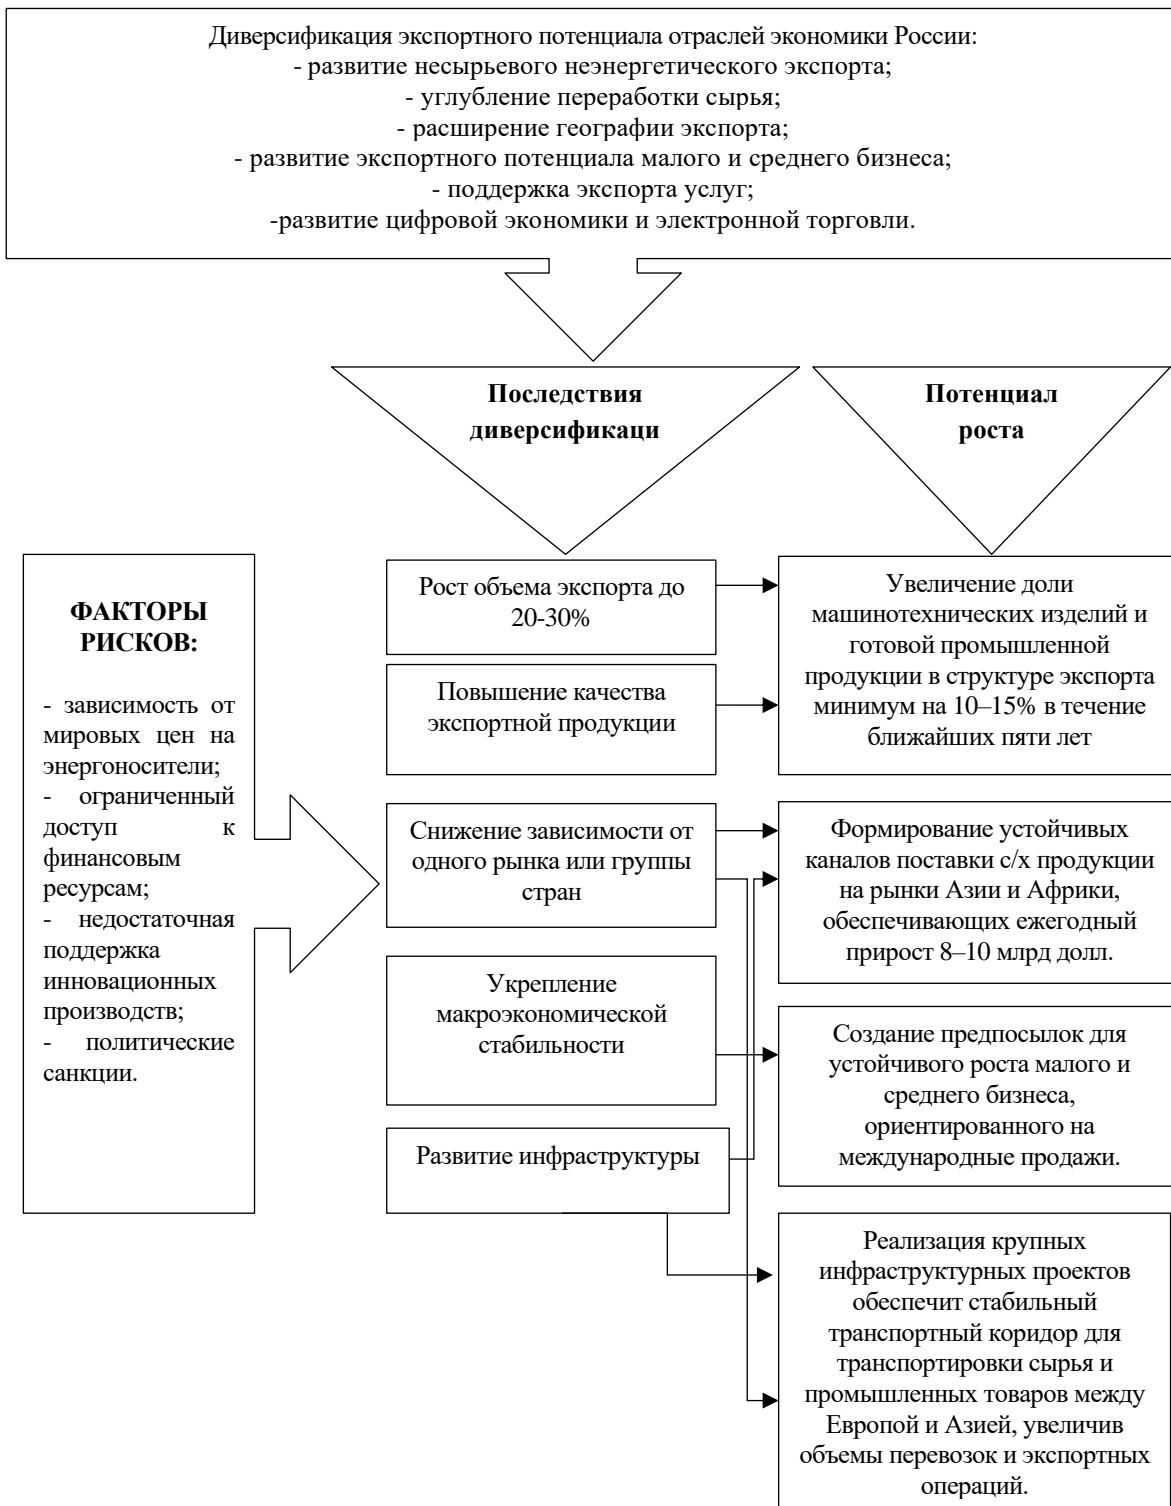 Диверсификация экспортного потенциала отраслей экономики России:
- развитие несырьевого неэнергетического экспорта;
- углубление переработки сырья;
- расширение географии экспорта;
- развитие экспортного потенциала малого и среднего бизнеса;
- поддержка экспорта услуг;
-развитие цифровой экономики и электронной торговли.
Последствия
диверсификаци
Потенциал
роста
ФАКТОРЫ
РИСКОВ:
- зависимость от
мировых цен на
энергоносители;
- ограниченный
доступ к
финансовым
ресурсам;
- недостаточная
поддержка
инновационных
производств;
- политические
санкции.
Рост объема экспорта до
20-30%
Повышение качества
экспортной продукции
Снижение зависимости от
одного рынка или группы
стран
Укрепление
макроэкономической
стабильности
Развитие инфраструктуры
Увеличение доли
машинотехнических изделий и
готовой промышленной
продукции в структуре экспорта
минимум на 10–15% в течение
ближайших пяти лет
Формирование устойчивых
каналов поставки с/х продукции
на рынки Азии и Африки,
обеспечивающих ежегодный
прирост 8–10 млрд долл.
Создание предпосылок для
устойчивого роста малого и
среднего бизнеса,
ориентированного на
международные продажи.
Реализация крупных
инфраструктурных проектов
обеспечит стабильный
транспортный коридор для
транспортировки сырья и
промышленных товаров между
Европой и Азией, увеличив
объемы перевозок и экспортных
операций.